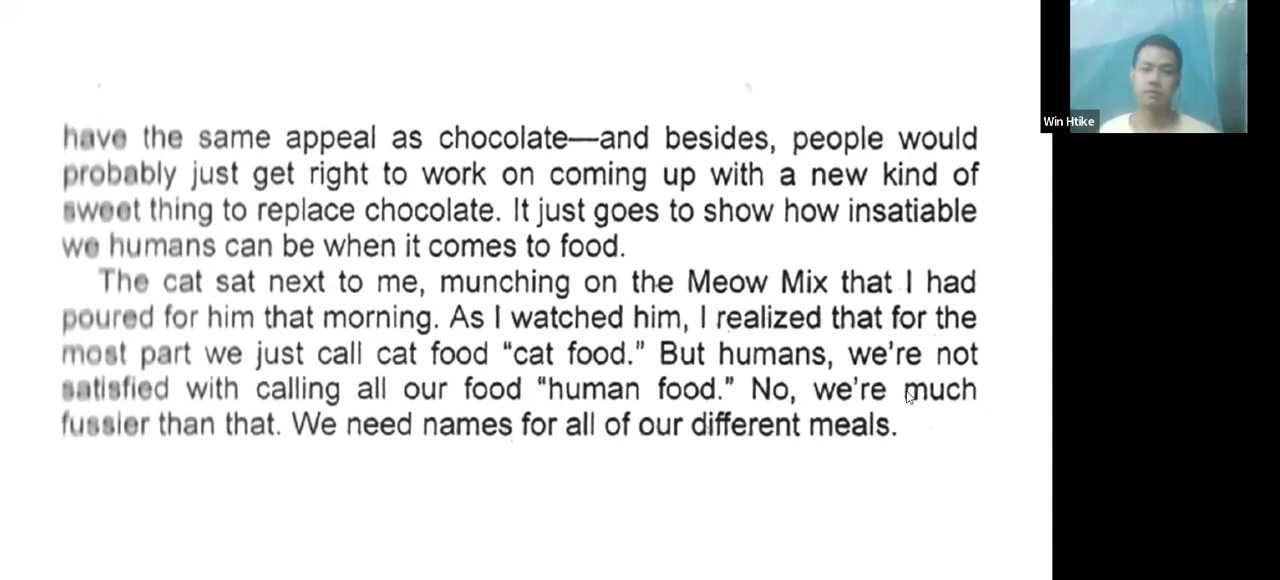 have the same appeal as chocolate—and besides, people would
probably just get right to work on coming up with a new kind of
sweet thing to replace chocolate. It just goes to show how insatiable
we humans can be when it comes to food.
The cat sat next to me, munching on the Meow Mix that I had
poured for him that morning. As I watched him, I realized that for the
most part we just call cat food “cat food.” But humans, we’re not
satisfied with calling all our food “human food.” No, we’re much
fussier than that. We need names for all of our different meals.
Win Htike